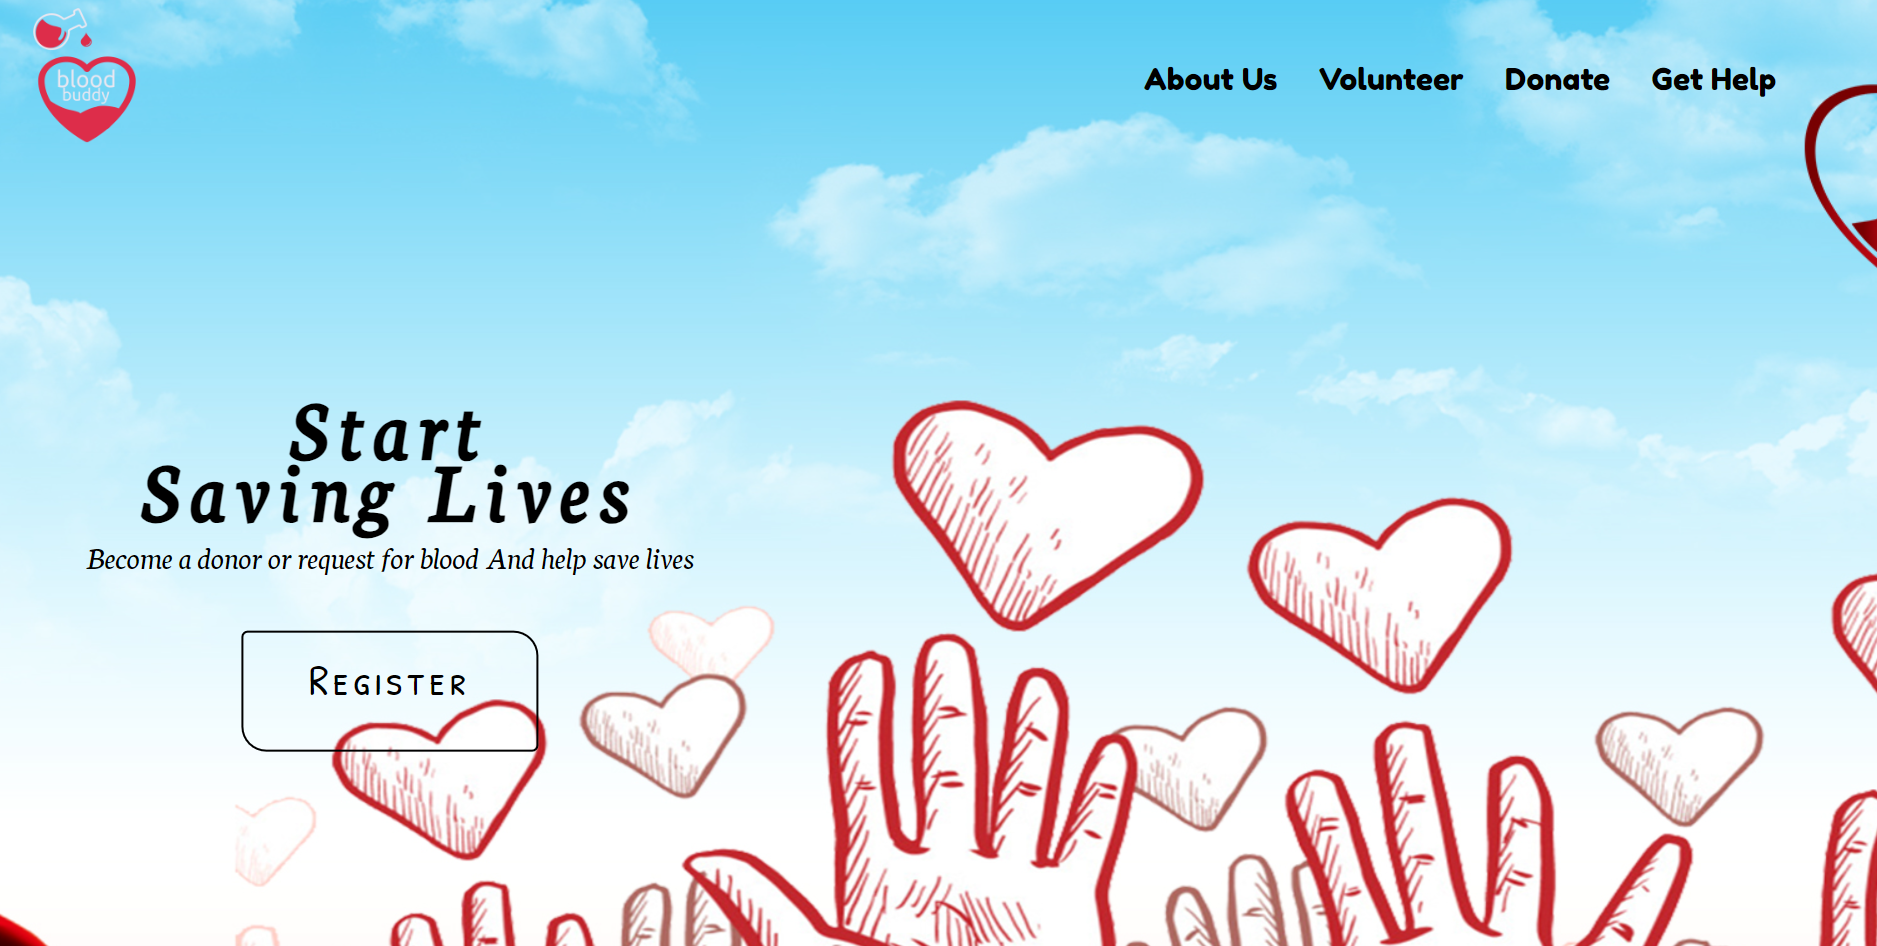 blood
buddy
About Us Volunteer Donate Get Help
Start
Saving Lives
Become a donor or request for blood And help save lives
Register